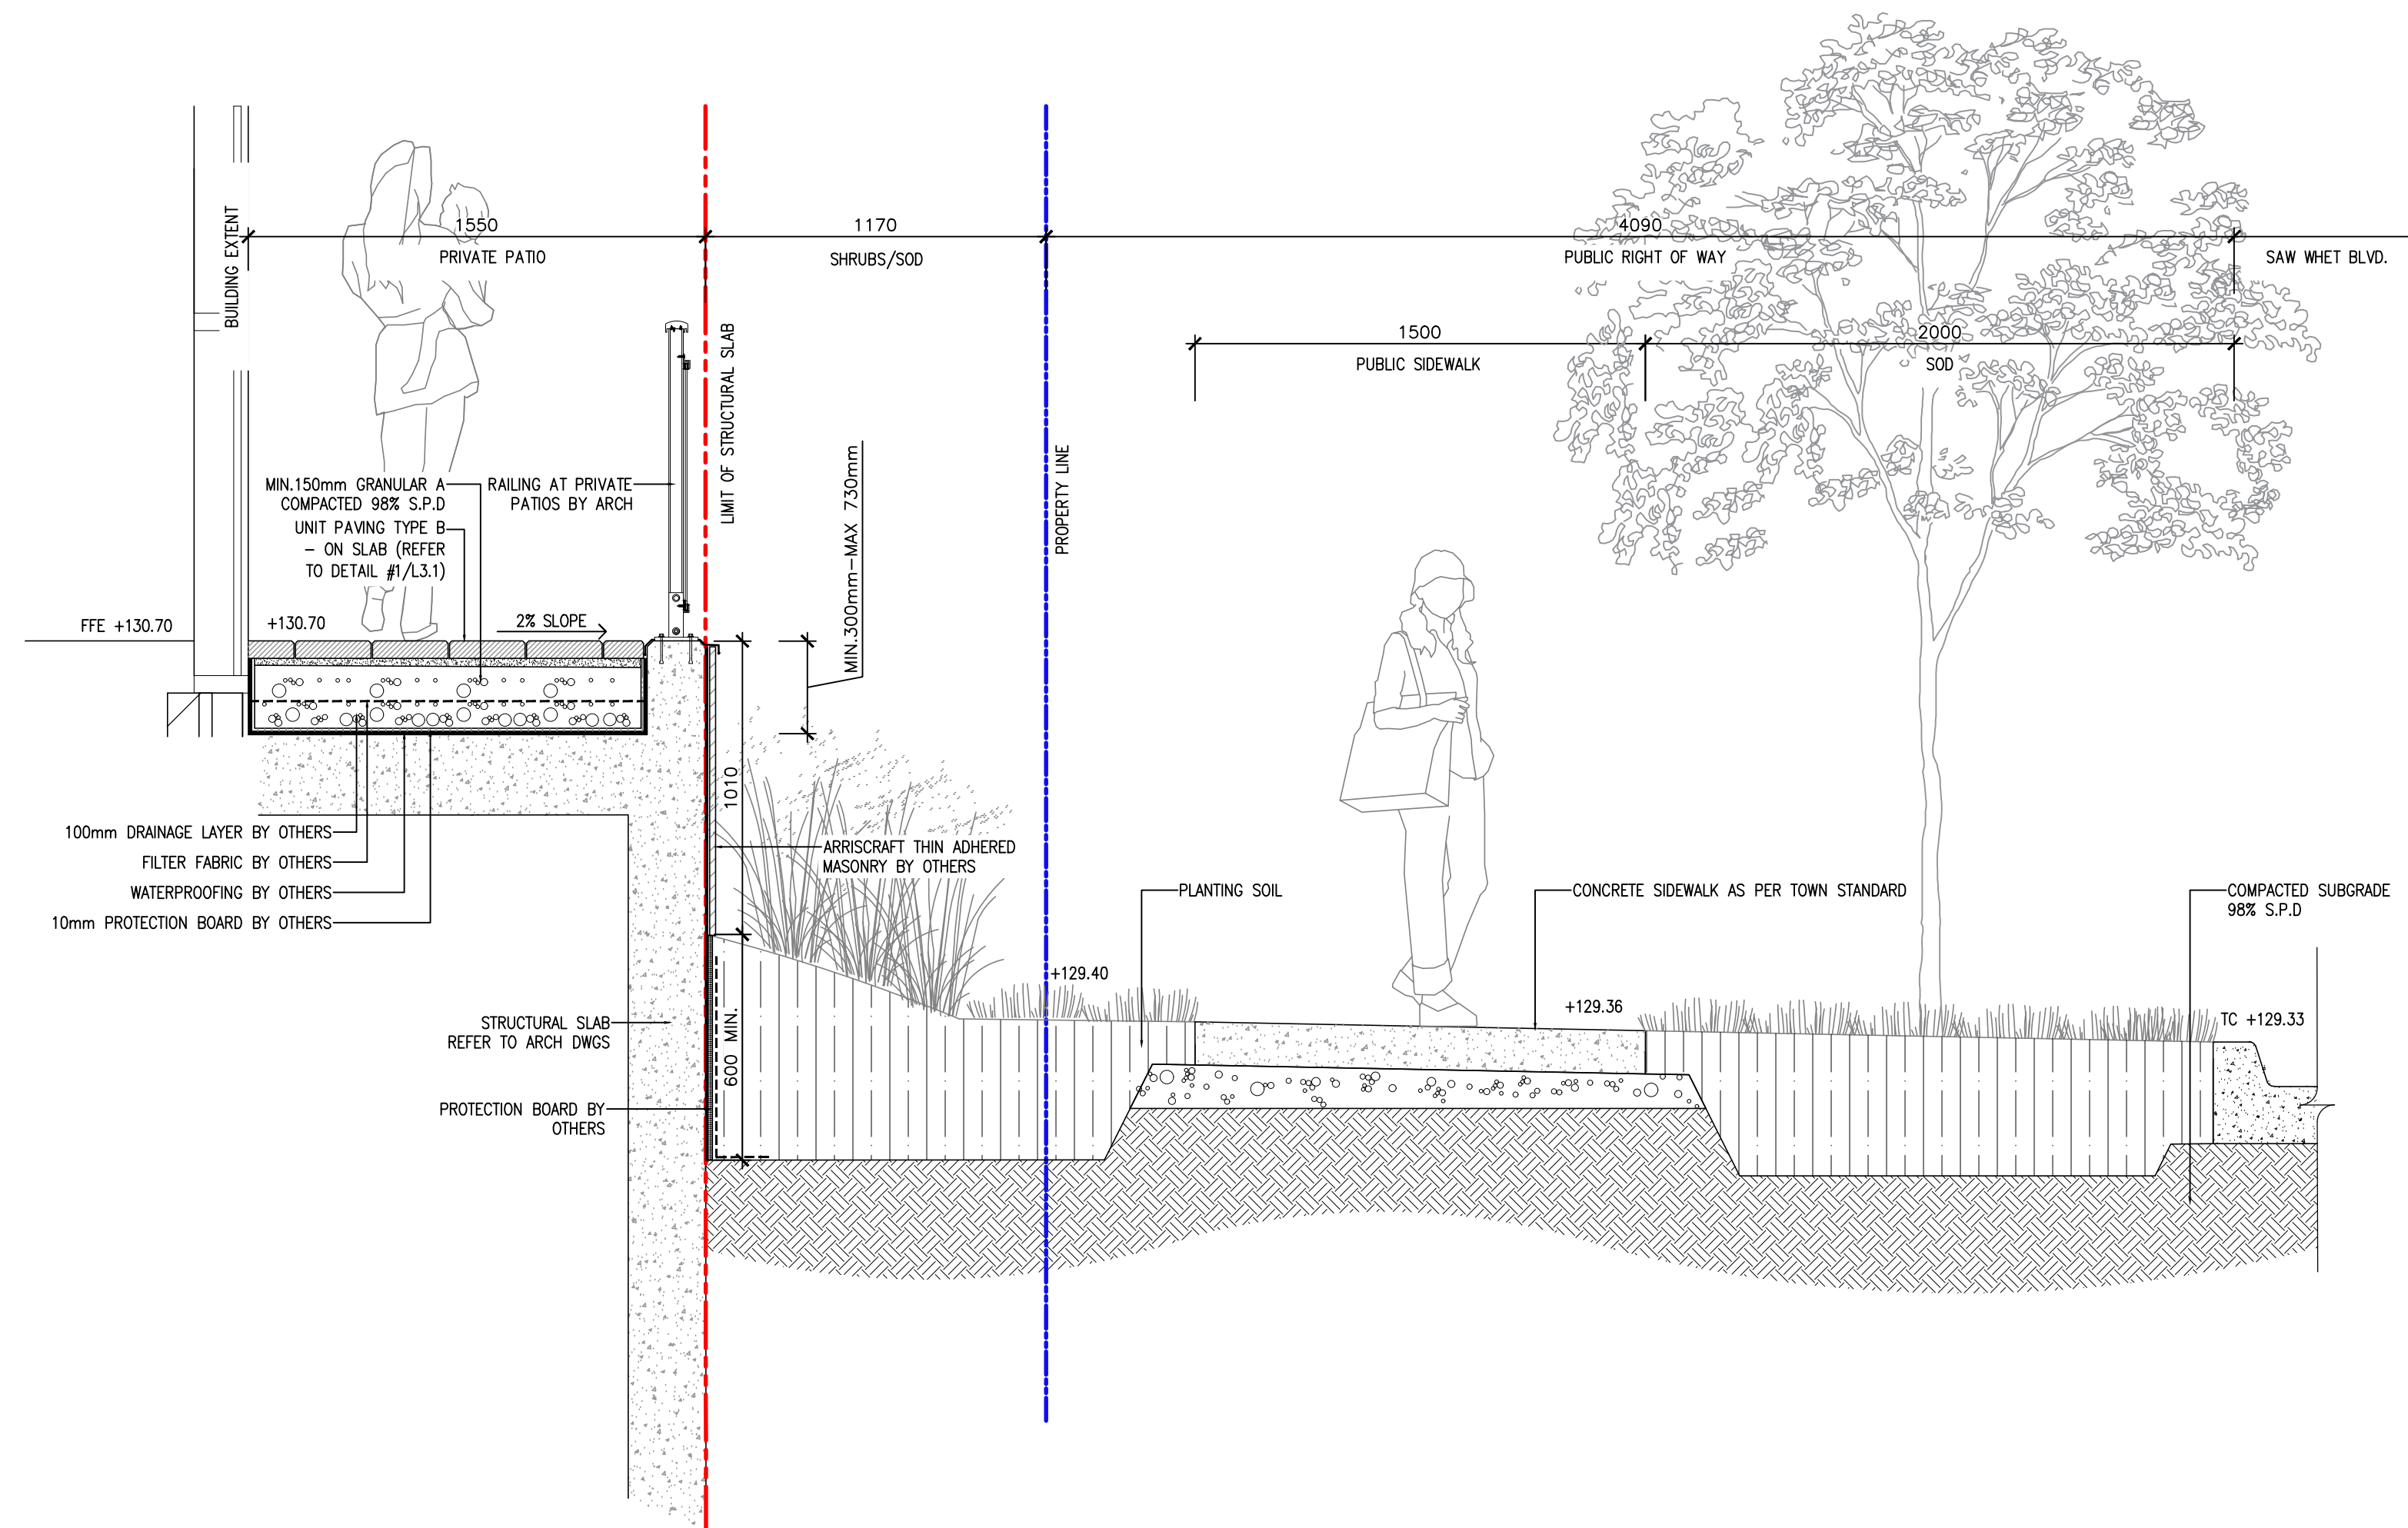 1550
PRIVATE PATIO
1170
SHRUBS/SOD
4090
PUBLIC RIGHT OF WAY
SAW WHET BLVD.
BUILDING EXTENT
LIMIT OF STRUCTURAL SLAB
PROPERTY LINE
1500
PUBLIC SIDEWALK
2000
SOD
MIN.300mm-MAX 730mm
MIN.150mm GRANULAR A
COMPACTED 98% S.P.D
UNIT PAVING TYPE B
- ON SLAB (REFER
TO DETAIL #1/L3.1)
RAILING AT PRIVATE
PATIOS BY ARCH
FFE +130.70
+130.70
2% SLOPE
1010
100mm DRAINAGE LAYER BY OTHERS
FILTER FABRIC BY OTHERS
WATERPROOFING BY OTHERS
10mm PROTECTION BOARD BY OTHERS
ARRISCRAFT THIN ADHERED
MASONRY BY OTHERS
PLANTING SOIL
CONCRETE SIDEWALK AS PER TOWN STANDARD
COMPACTED SUBGRADE
98% S.P.D
+129.40
+129.36
TC +129.33
STRUCTURAL SLAB
REFER TO ARCH DWGS
600 MIN.
PROTECTION BOARD BY
OTHERS